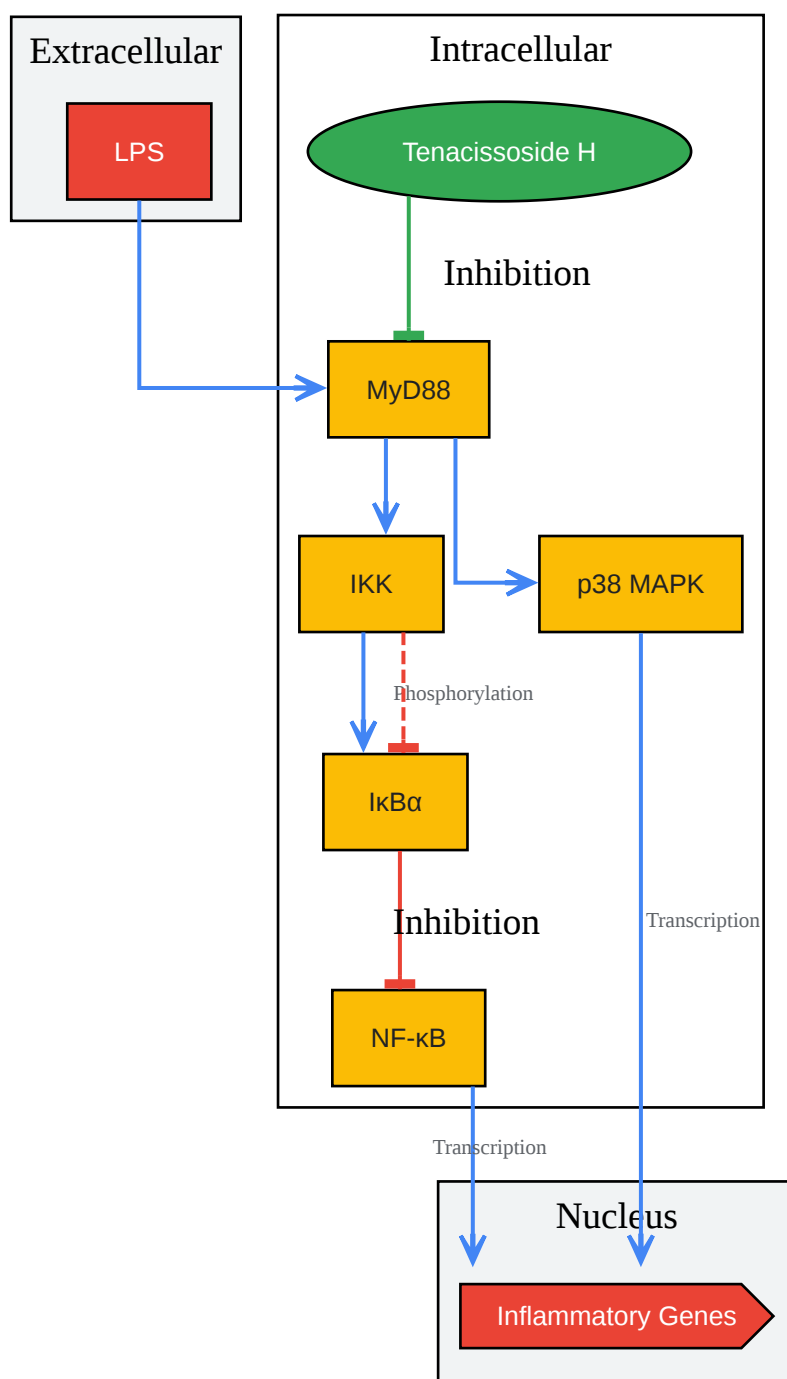 Extracellular
LPS
Intracellular
Tenacissoside H
Inhibition
MyD88
IKK
p38 MAPK
Phosphorylation
IκBα
Inhibition
Transcription
NF-κB
Transcription
Nucleus
Inflammatory Genes